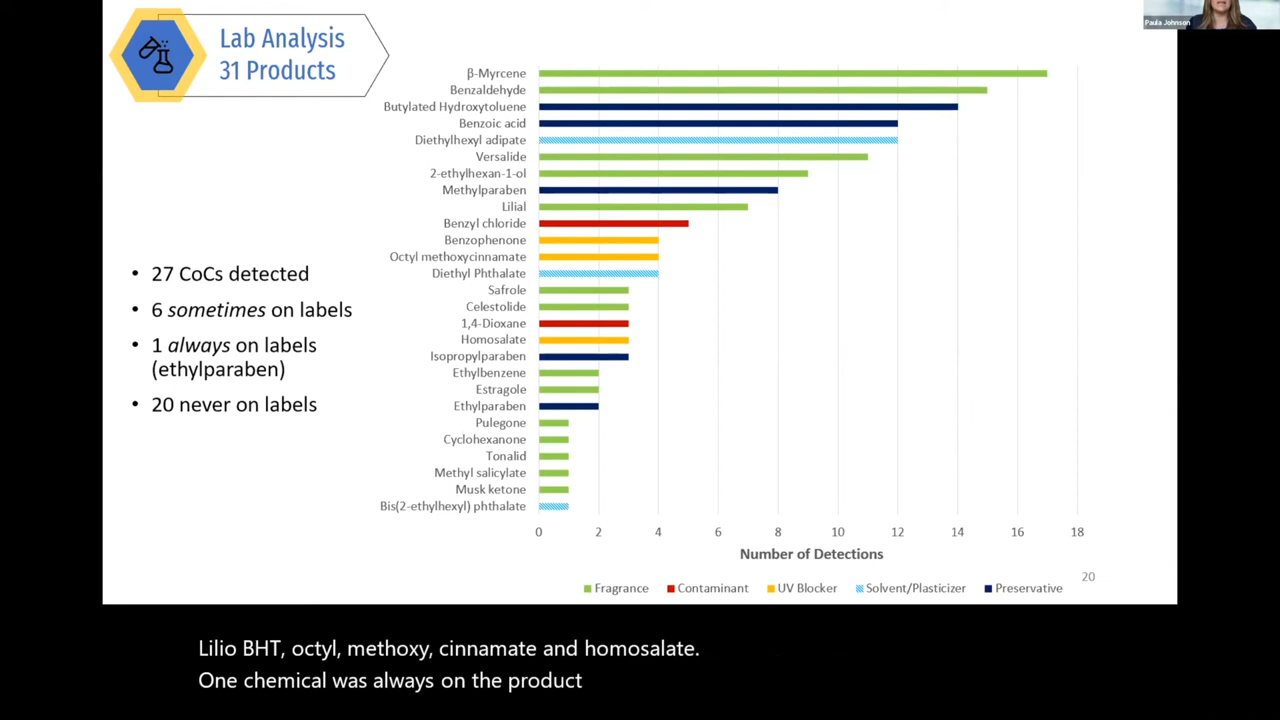 Paula Johnson
Lab Analysis
31 Products
• 27 CoCs detected
• 6 sometimes on labels
• 1 always on labels
(ethylparaben)
• 20 never on labels
β-Myrcene
Benzaldehyde
Butylated Hydroxytoluene
Benzoic acid
Diethylhexyl adipate
Versalide
2-ethylhexan-1-ol
Methylparaben
Lilial
Benzyl chloride
Benzophenone
Octyl methoxycinnamate
Diethyl Phthalate
Safrole
Celestolide
1,4-Dioxane
Homosalate
Isopropylparaben
Ethylbenzene
Estragole
Ethylparaben
Pulegone
Cyclohexanone
Tonalid
Methyl salicylate
Musk ketone
Bis(2-ethylhexyl) phthalate
0 2 4 6 8 10 12 14 16 18
Number of Detections
20
Fragrance Contaminant UV Blocker Solvent/Plasticizer Preservative
Lilio BHT, octyl, methoxy, cinnamate and homosalate.
One chemical was always on the product